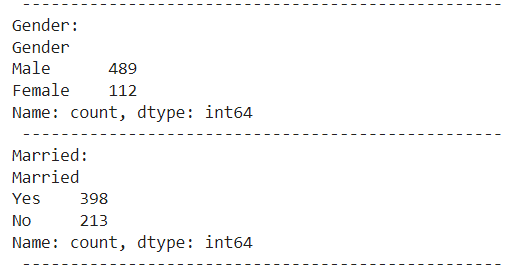 --------------------------------------------------
Gender:
Gender
Male      489
Female    112
Name: count, dtype: int64
--------------------------------------------------
Married:
Married
Yes    398
No     213
Name: count, dtype: int64
--------------------------------------------------